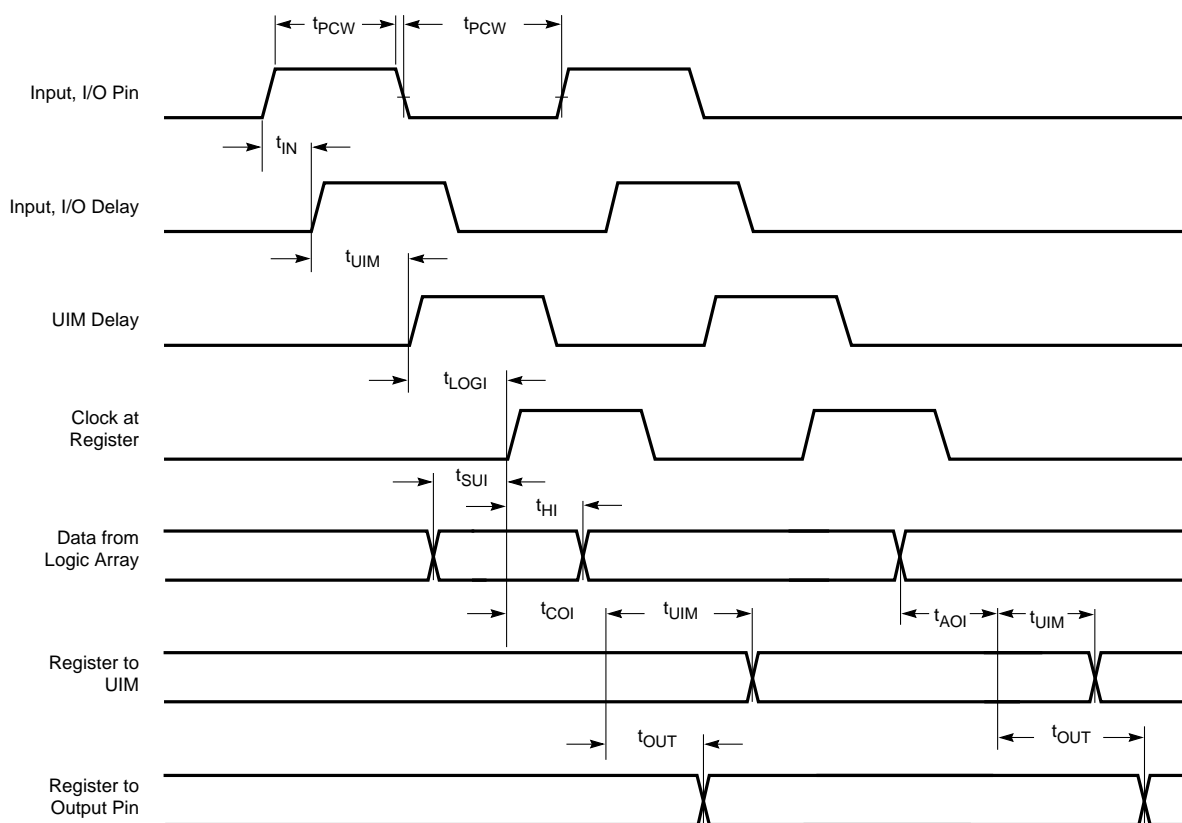 tPCW
tPCW
Input, I/O Pin
tIN
Input, I/O Delay
tUIM
UIM Delay
tLOGI
Clock at
Register
tSUI
tHI
Data from
Logic Array
tCOI
tUIM
tAOI
tUIM
Register to
UIM
tOUT
tOUT
Register to
Output Pin